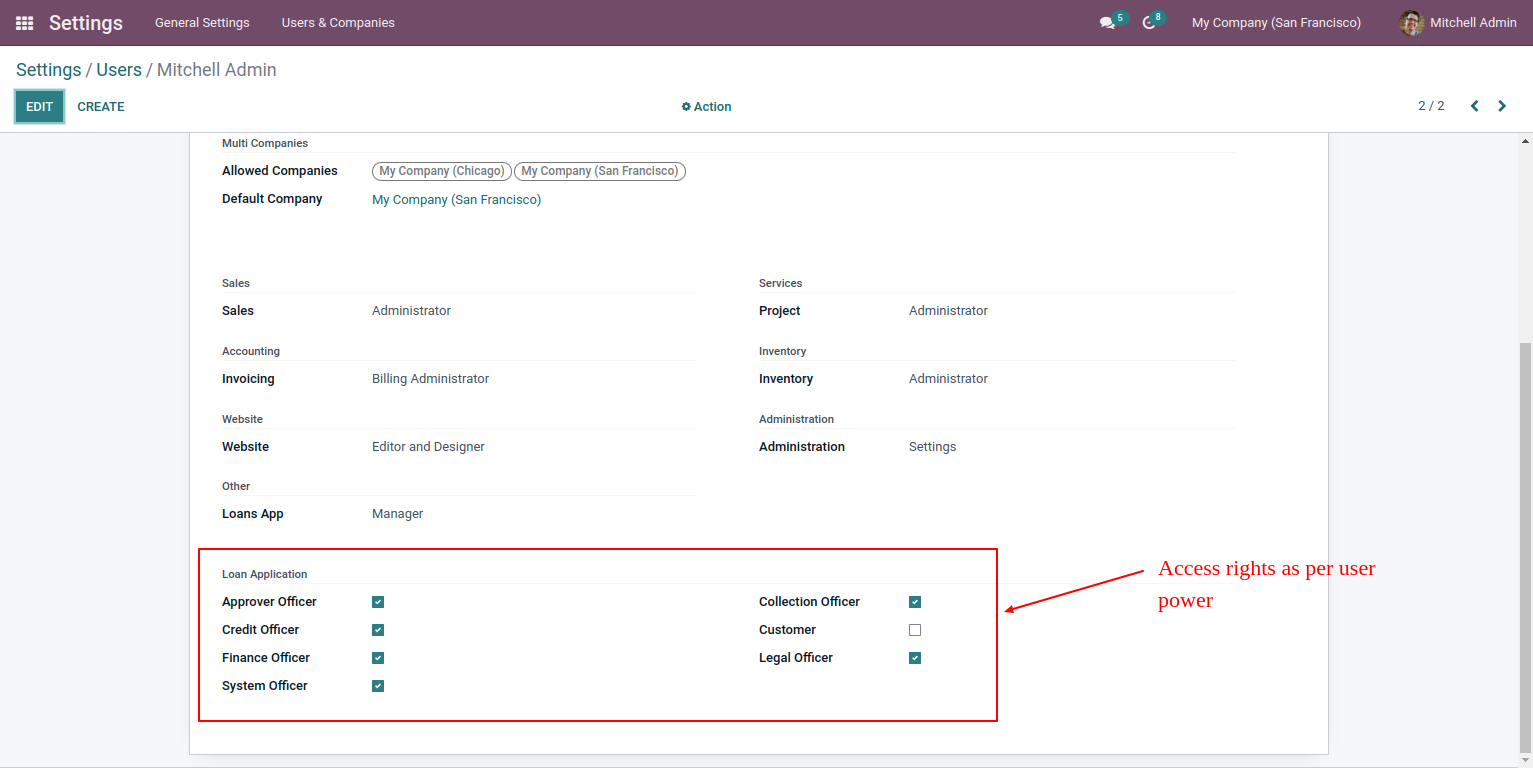 Settings General Settings Users & Companies 5 8 My Company (San Francisco) Mitchell Admin
Settings / Users / Mitchell Admin
EDIT CREATE Action 2 / 2
Multi Companies
Allowed Companies My Company (Chicago) My Company (San Francisco)
Default Company My Company (San Francisco)
Sales Services
Sales Administrator Project Administrator
Accounting Inventory
Invoicing Billing Administrator Inventory Administrator
Website Administration
Website Editor and Designer Administration Settings
Other
Loans App Manager
Loan Application
Approver Officer Collection Officer
Credit Officer Customer
Finance Officer Legal Officer
System Officer
Access rights as per user
power